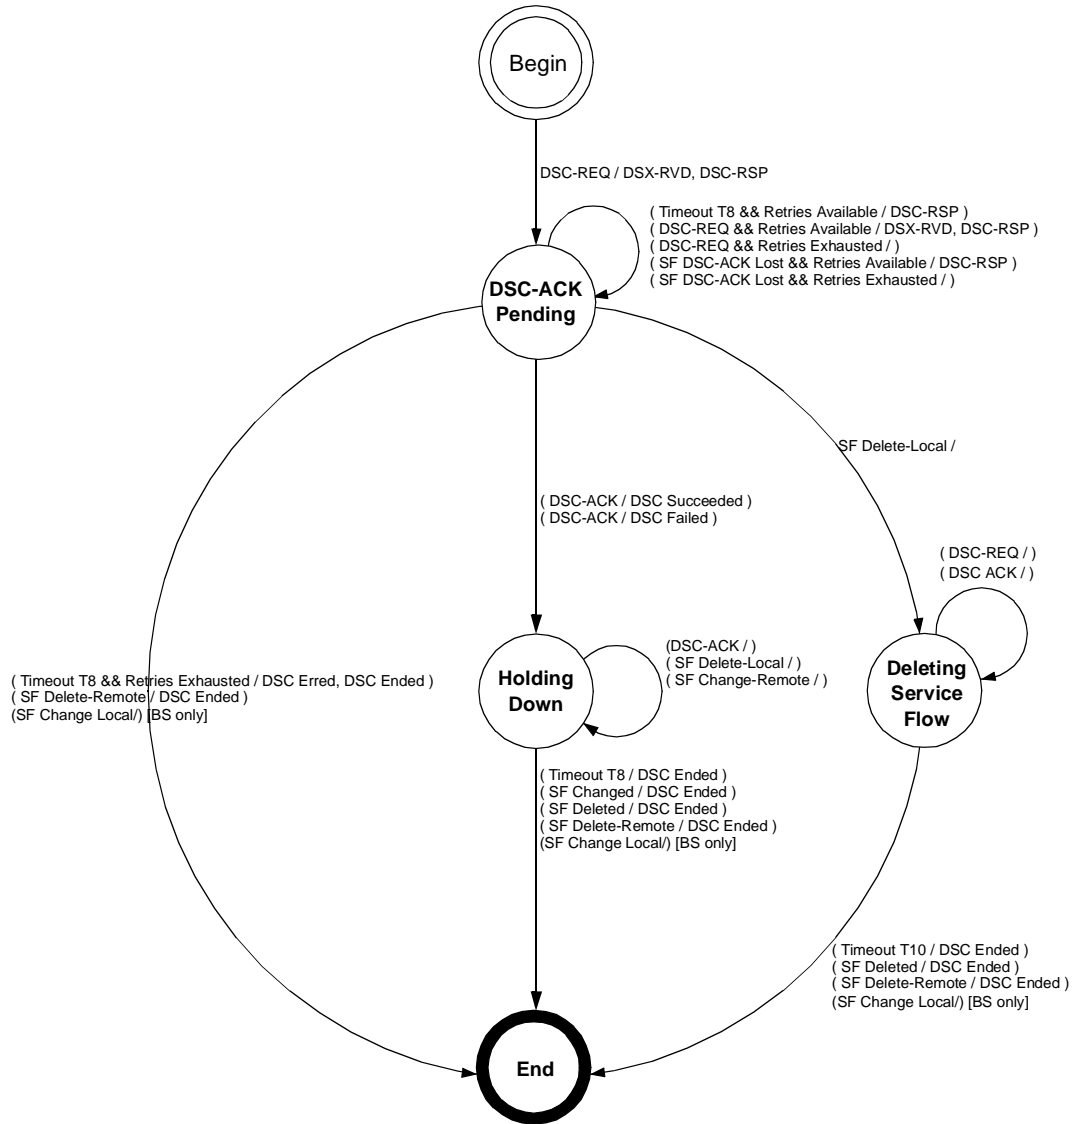 Begin
DSC-REQ / DSX-RVD, DSC-RSP
( Timeout T8 && Retries Available / DSC-RSP )
( DSC-REQ && Retries Available / DSX-RVD, DSC-RSP )
( DSC-REQ && Retries Exhausted / )
( SF DSC-ACK Lost && Retries Available / DSC-RSP )
( SF DSC-ACK Lost && Retries Exhausted / )
DSC-ACK
Pending
SF Delete-Local /
( DSC-ACK / DSC Succeeded )
( DSC-ACK / DSC Failed )
( DSC-REQ / )
( DSC ACK / )
(DSC-ACK / )
( SF Delete-Local / )
( SF Change-Remote / )
Holding
Down
Deleting
Service
Flow
( Timeout T8 && Retries Exhausted / DSC Erred, DSC Ended )
( SF Delete-Remote / DSC Ended )
(SF Change Local/) [BS only]
( Timeout T8 / DSC Ended )
( SF Changed / DSC Ended )
( SF Deleted / DSC Ended )
( SF Delete-Remote / DSC Ended )
(SF Change Local/) [BS only]
( Timeout T10 / DSC Ended )
( SF Deleted / DSC Ended )
( SF Delete-Remote / DSC Ended )
(SF Change Local/) [BS only]
End